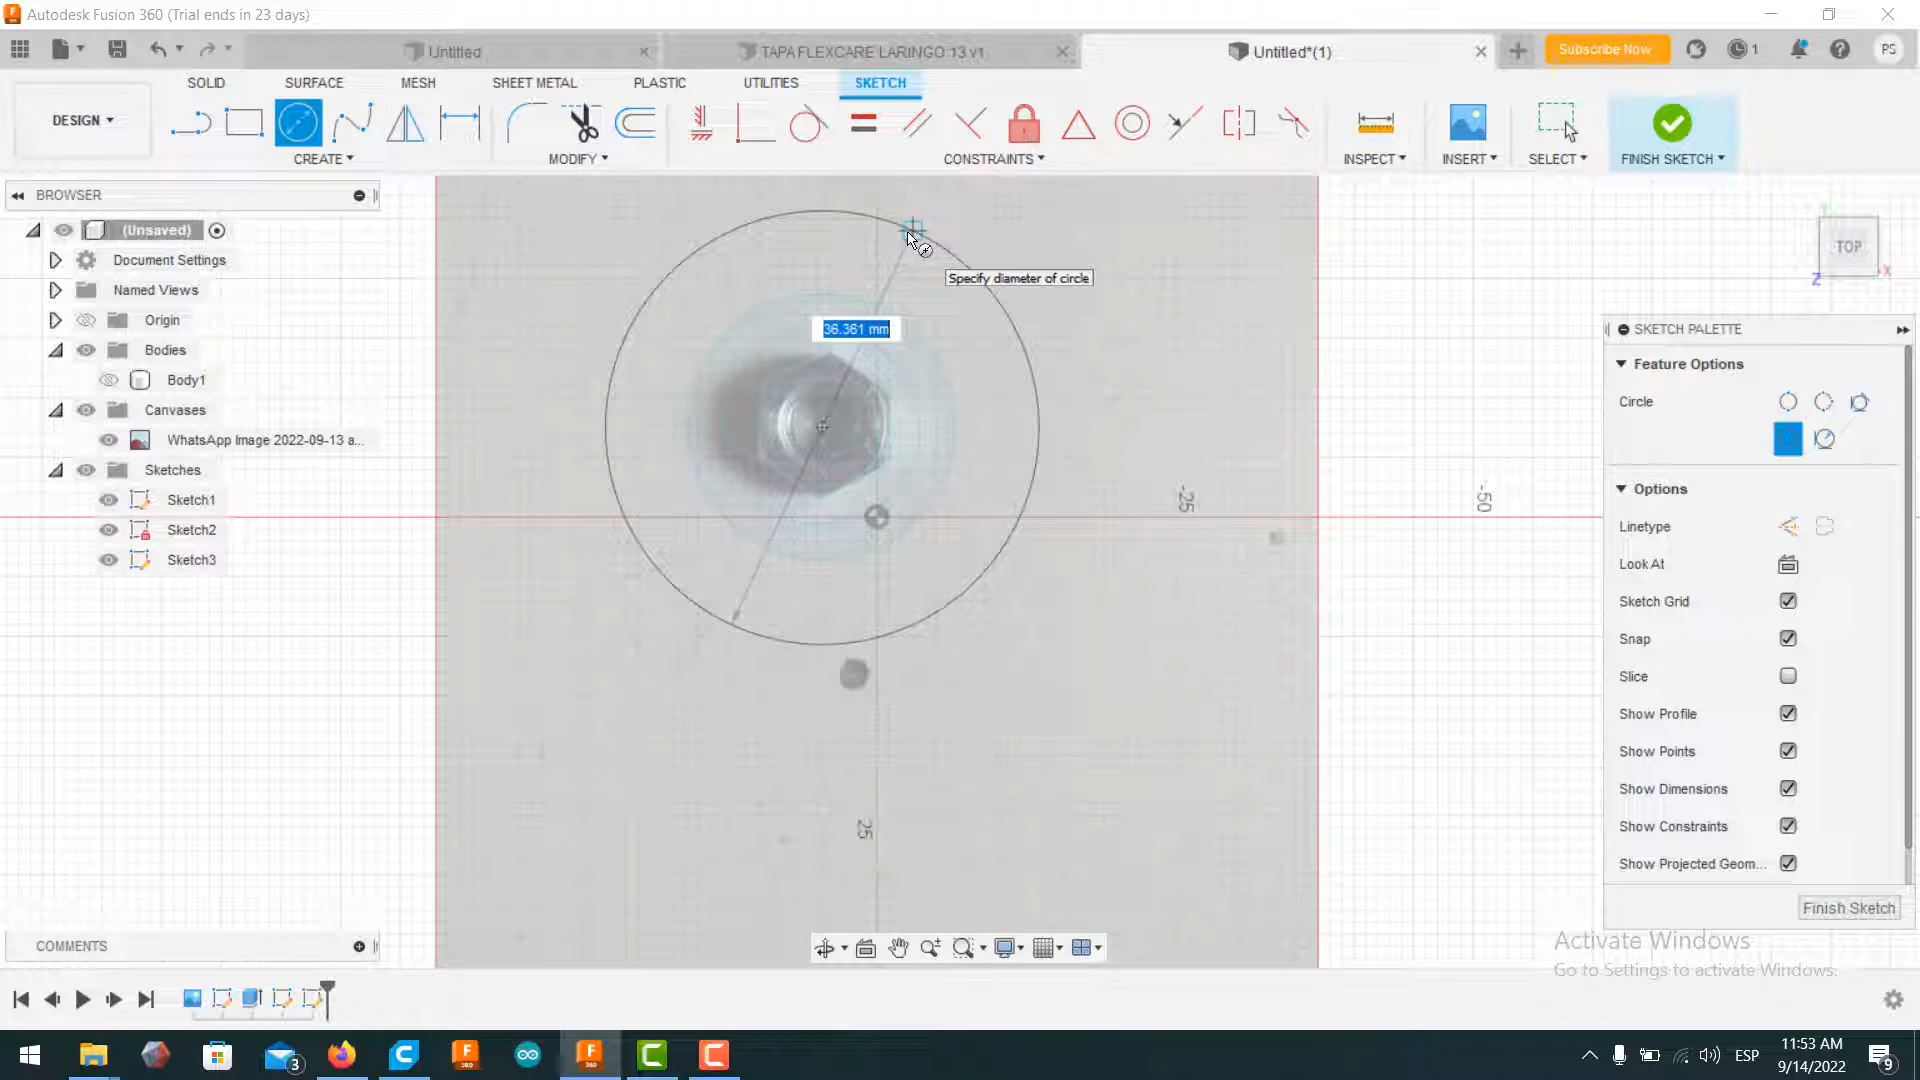 Autodesk Fusion 360 (Trial ends in 23 days)
Untitled
TAPA FLEXCARE LARINGO 13 v1
Untitled*(1)
Subscribe Now
1
PS
SOLID
SURFACE
MESH
SHEET METAL
PLASTIC
UTILITIES
SKETCH
DESIGN
CREATE
MODIFY
CONSTRAINTS
INSPECT
INSERT
SELECT
FINISH SKETCH
BROWSER
(Unsaved)
Document Settings
Named Views
Origin
Bodies
Body1
Canvases
WhatsApp Image 2022-09-13 a...
Sketches
Sketch1
Sketch2
Sketch3
Specify diameter of circle
36.361 mm
-25
-50
25
TOP
X
Z
SKETCH PALETTE
Feature Options
Circle
Options
Linetype
Look At
Sketch Grid
Snap
Slice
Show Profile
Show Points
Show Dimensions
Show Constraints
Show Projected Geom...
Finish Sketch
COMMENTS
Activate Windows
Go to Settings to activate Windows.
3
F
360
F
360
ESP
11:53 AM
9/14/2022
9